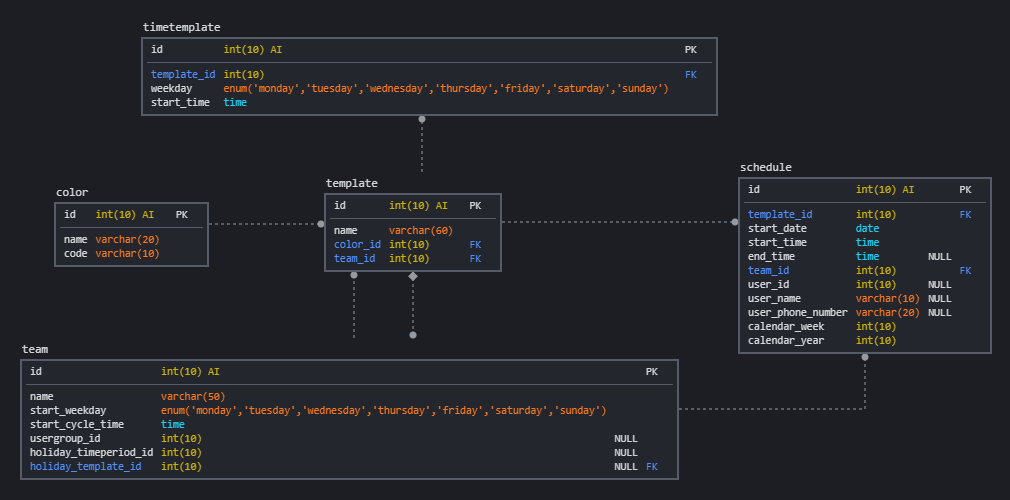 timetemplate
id int(10) AI PK
template_id int(10) FK
weekday enum('monday','tuesday','wednesday','thursday','friday','saturday','sunday')
start_time time
color
id int(10) AI PK
name varchar(20)
code varchar(10)
template
id int(10) AI PK
name varchar(60)
color_id int(10) FK
team_id int(10) FK
schedule
id int(10) AI PK
template_id int(10) FK
start_date date
start_time time
end_time time NULL
team_id int(10) FK
user_id int(10) NULL
user_name varchar(10) NULL
user_phone_number varchar(20) NULL
calendar_week int(10)
calendar_year int(10)
team
id int(10) AI PK
name varchar(50)
start_weekday enum('monday','tuesday','wednesday','thursday','friday','saturday','sunday')
start_cycle_time time
usergroup_id int(10) NULL
holiday_timeperiod_id int(10) NULL
holiday_template_id int(10) NULL FK